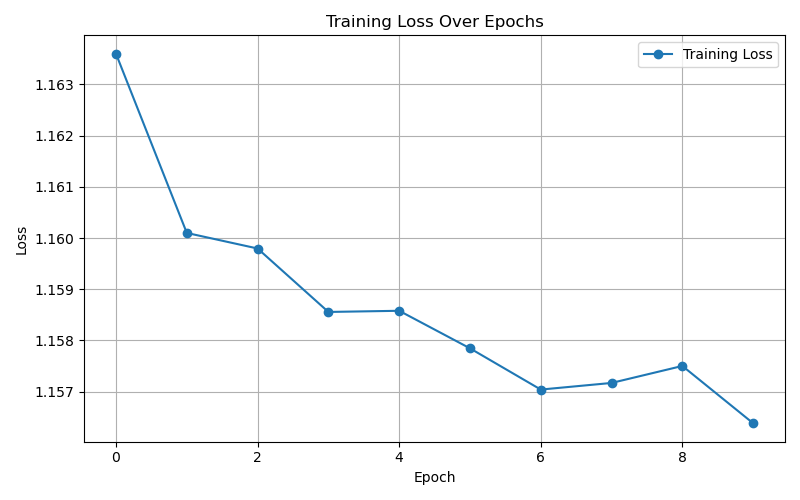 Training Loss Over Epochs
Training Loss
1.163
1.162
1.161
1.160
1.159
1.158
1.157
Loss
0 2 4 6 8
Epoch